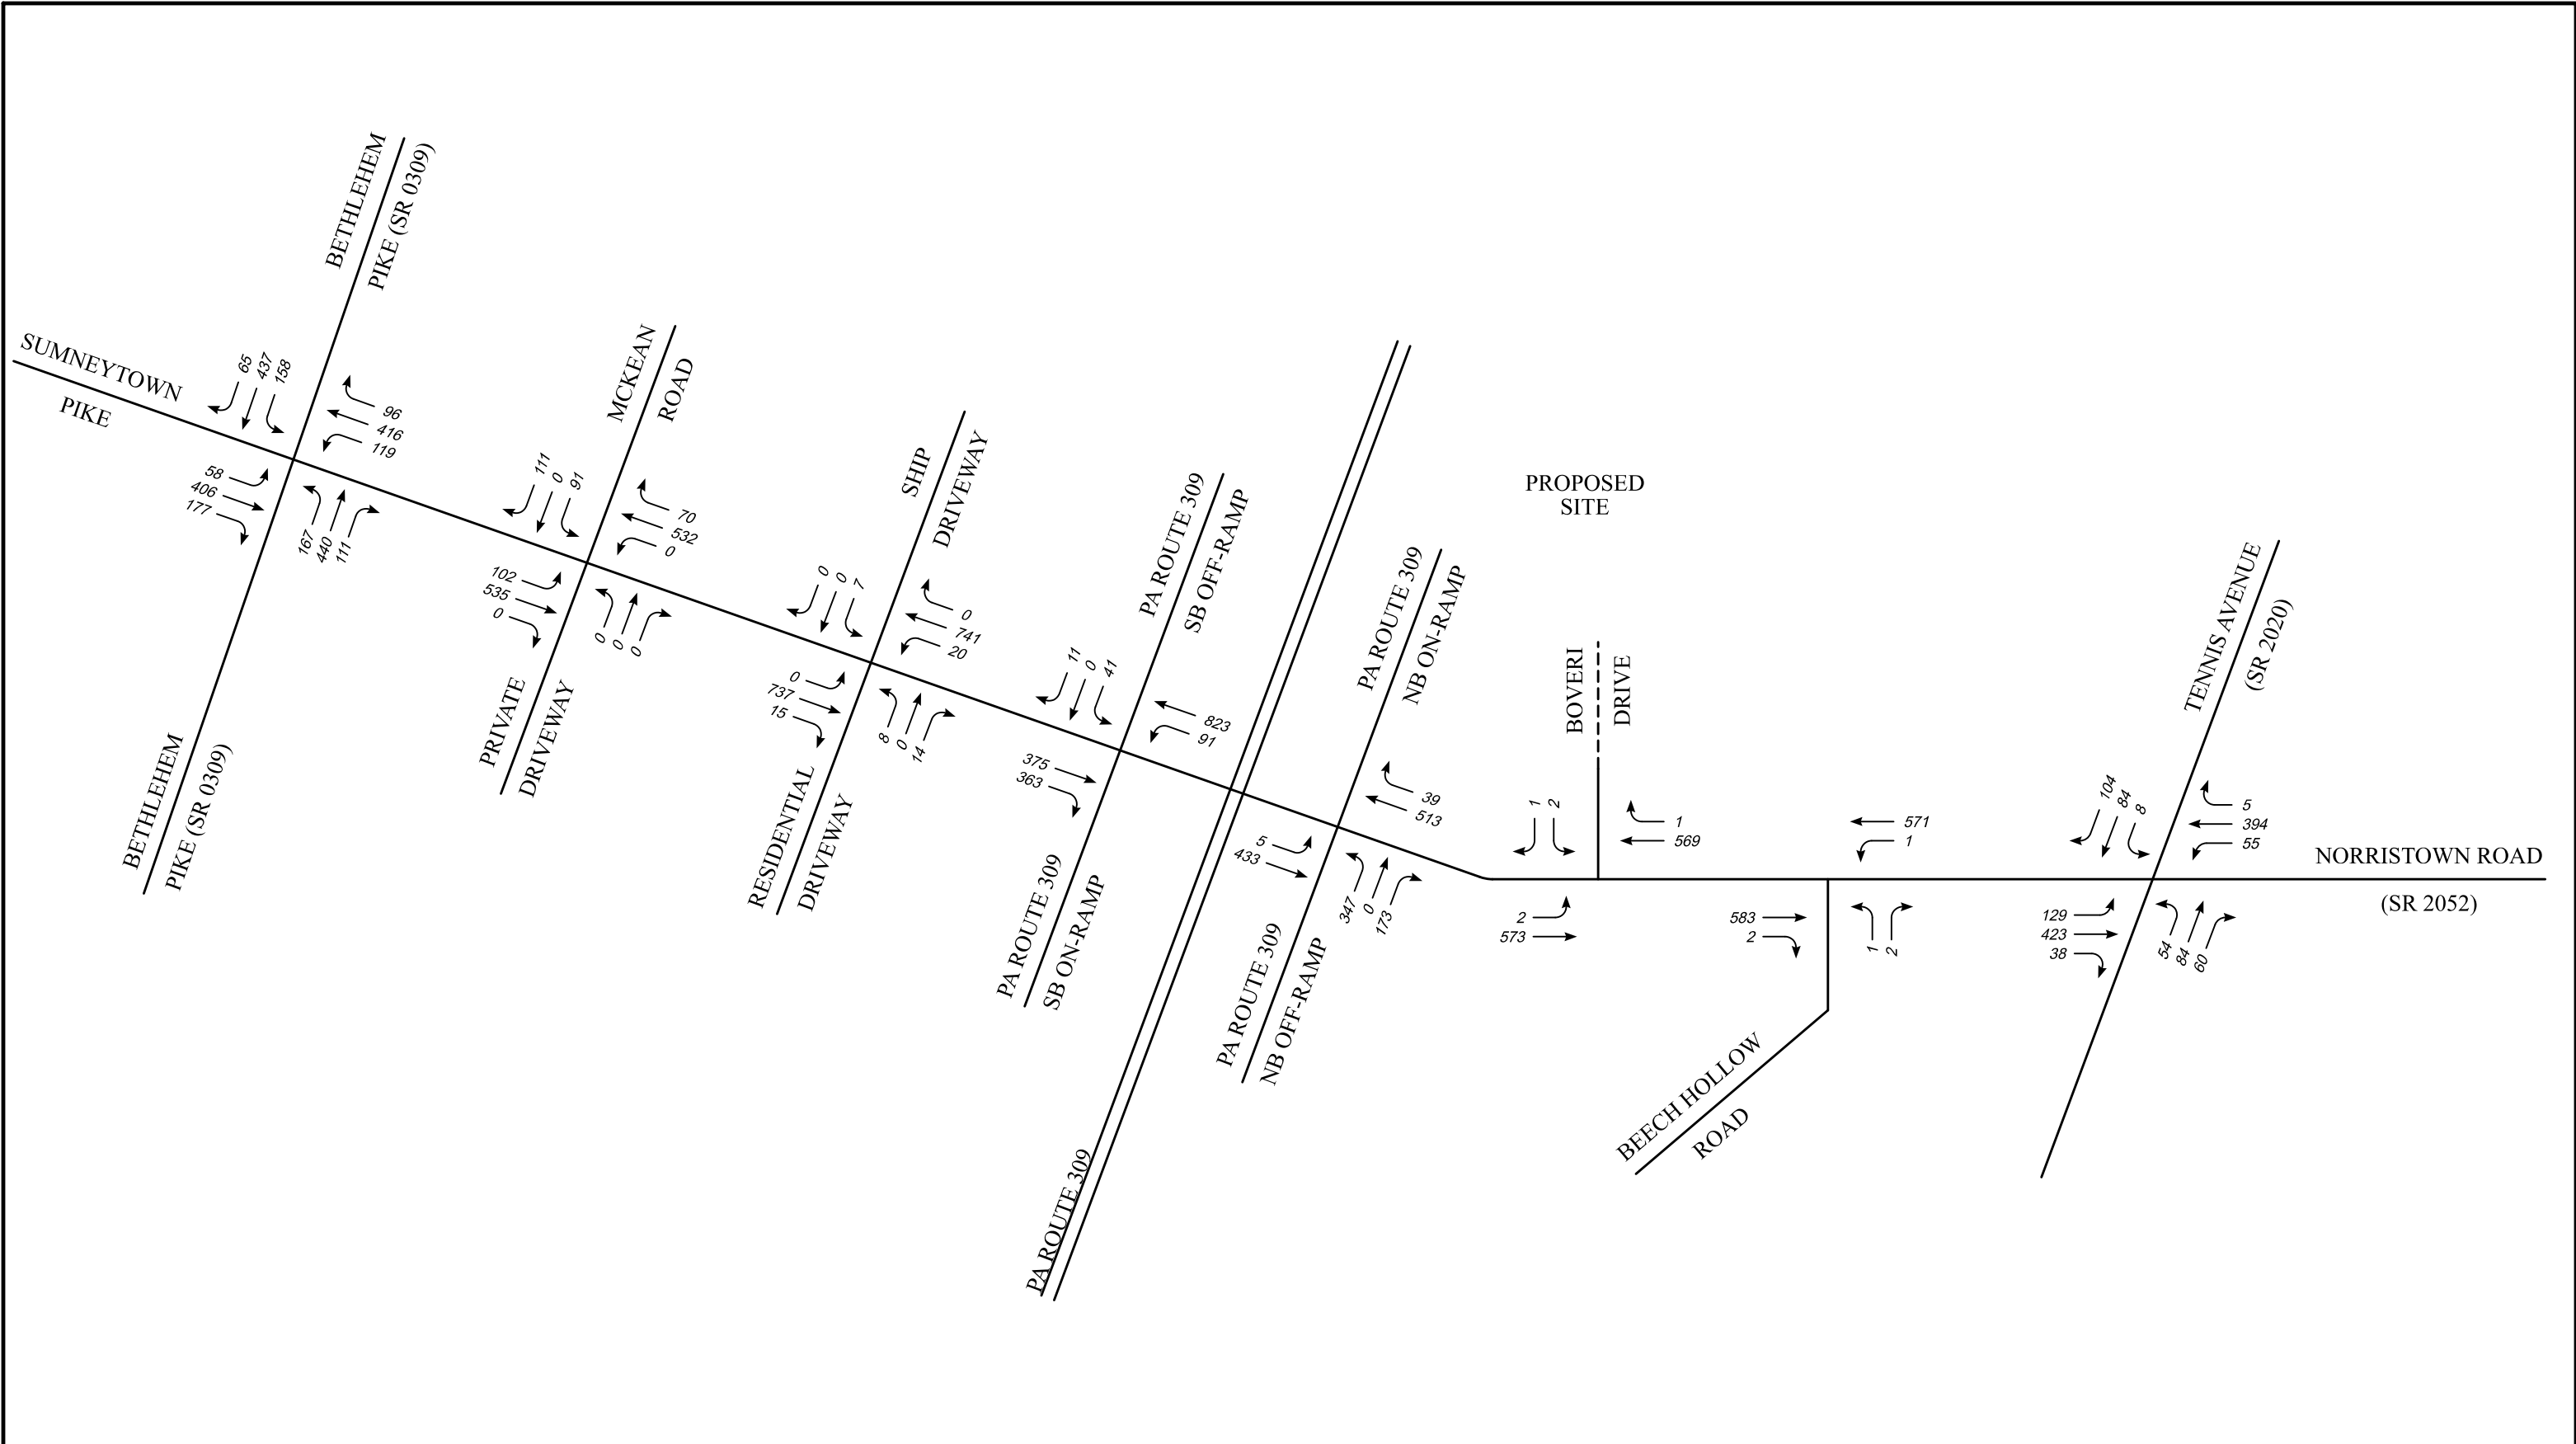 BETHLEHEM
PIKE (SR 0309)
SUMNEYTOWN
PIKE
65
437
158
96
416
119
58
406
177
167
440
111
BETHLEHEM
PIKE (SR 0309)
MCKEAN
ROAD
111
0
91
70
532
0
102
535
0
0
0
0
PRIVATE
DRIVEWAY
SHIP
DRIVEWAY
0
0
7
0
741
20
0
737
15
8
0
14
RESIDENTIAL
DRIVEWAY
PA ROUTE 309
SB OFF-RAMP
11
0
41
823
91
375
363
PA ROUTE 309
SB ON-RAMP
PA ROUTE 309
PA ROUTE 309
NB ON-RAMP
39
513
5
433
347
0
173
PA ROUTE 309
NB OFF-RAMP
PROPOSED
SITE
BOVERI
DRIVE
1
2
1
569
2
573
571
1
583
2
1
2
BEECH HOLLOW
ROAD
TENNIS AVENUE
(SR 2020)
104
84
8
5
394
55
129
423
38
54
84
60
NORRISTOWN ROAD
(SR 2052)